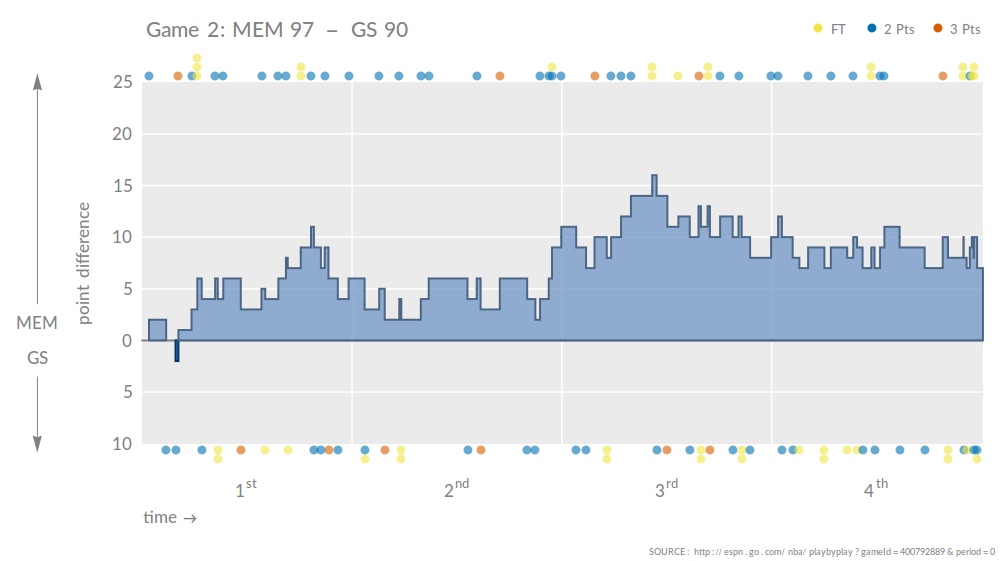 Game 2: MEM 97 – GS 90
FT 2 Pts 3 Pts
25
20
15
10
5
0
5
10
point difference
MEM
GS
1st 2nd 3rd 4th
time →
SOURCE: http://espn.go.com/nba/playbyplay?gameId=400792889&period=0